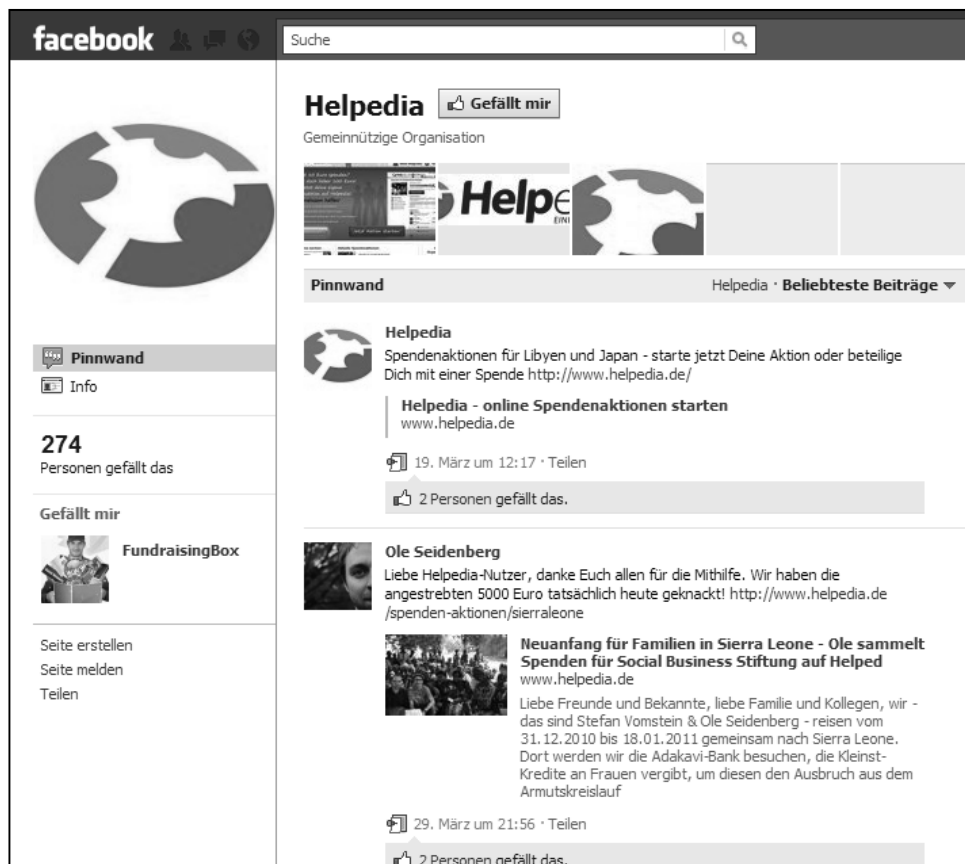 facebook
Suche
Helpedia
Gefällt mir
Gemeinnützige Organisation
Helpe
Pinnwand
Helpedia · Beliebteste Beiträge
Pinnwand
Info
274
Personen gefällt das
Gefällt mir
FundraisingBox
Seite erstellen
Seite melden
Teilen
Helpedia
Spendenaktionen für Libyen und Japan - starte jetzt Deine Aktion oder beteilige
Dich mit einer Spende http://www.helpedia.de/
Helpedia - online Spendenaktionen starten
www.helpedia.de
19. März um 12:17 · Teilen
2 Personen gefällt das.
Ole Seidenberg
Liebe Helpedia-Nutzer, danke Euch allen für die Mithilfe. Wir haben die
angestrebten 5000 Euro tatsächlich heute geknackt! http://www.helpedia.de
/spenden-aktionen/sierraleone
Neuanfang für Familien in Sierra Leone - Ole sammelt
Spenden für Social Business Stiftung auf Helped
www.helpedia.de
Liebe Freunde und Bekannte, liebe Familie und Kollegen, wir -
das sind Stefan Vomstein & Ole Seidenberg - reisen vom
31.12.2010 bis 18.01.2011 gemeinsam nach Sierra Leone.
Dort werden wir die Adakavi-Bank besuchen, die Kleinst-
Kredite an Frauen vergibt, um diesen den Ausbruch aus dem
Armutskreislauf
29. März um 21:56 · Teilen
2 Personen gefällt das.